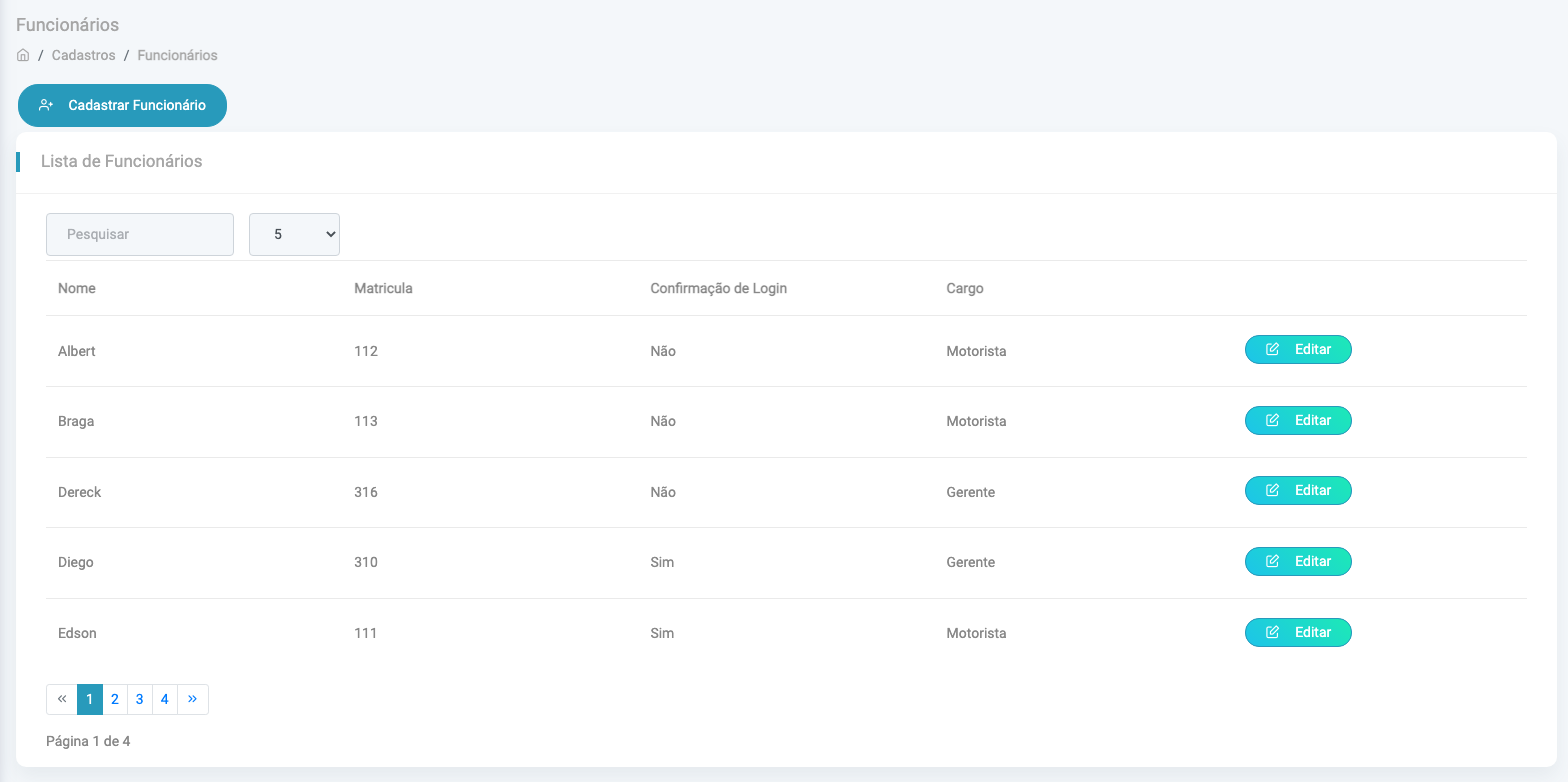 Funcionários
/ Cadastros / Funcionários
Cadastrar Funcionário
Lista de Funcionários
Pesquisar 5
Nome Matricula Confirmação de Login Cargo
Albert 112 Não Motorista Editar
Braga 113 Não Motorista Editar
Dereck 316 Não Gerente Editar
Diego 310 Sim Gerente Editar
Edson 111 Sim Motorista Editar
« 1 2 3 4 »
Página 1 de 4